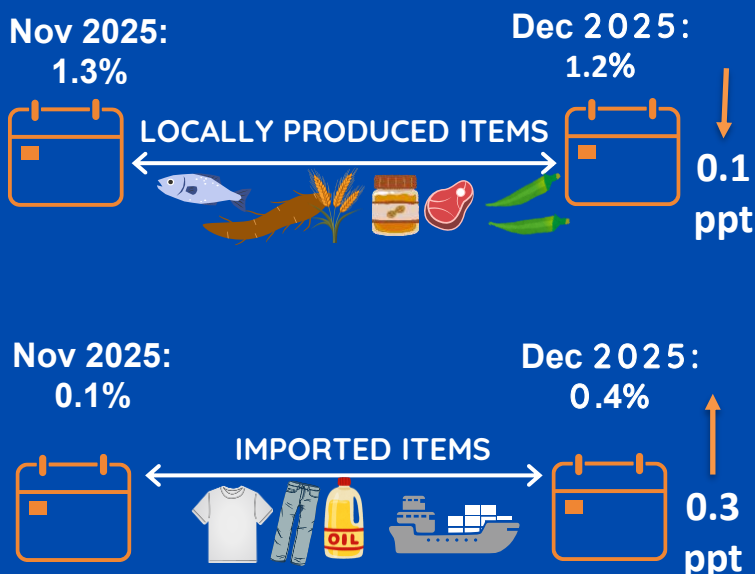 Nov 2025:
1.3%
Dec 2025:
1.2%
LOCALLY PRODUCED ITEMS
0.1
ppt
Nov 2025:
0.1%
Dec 2025:
0.4%
IMPORTED ITEMS
OIL
0.3
ppt